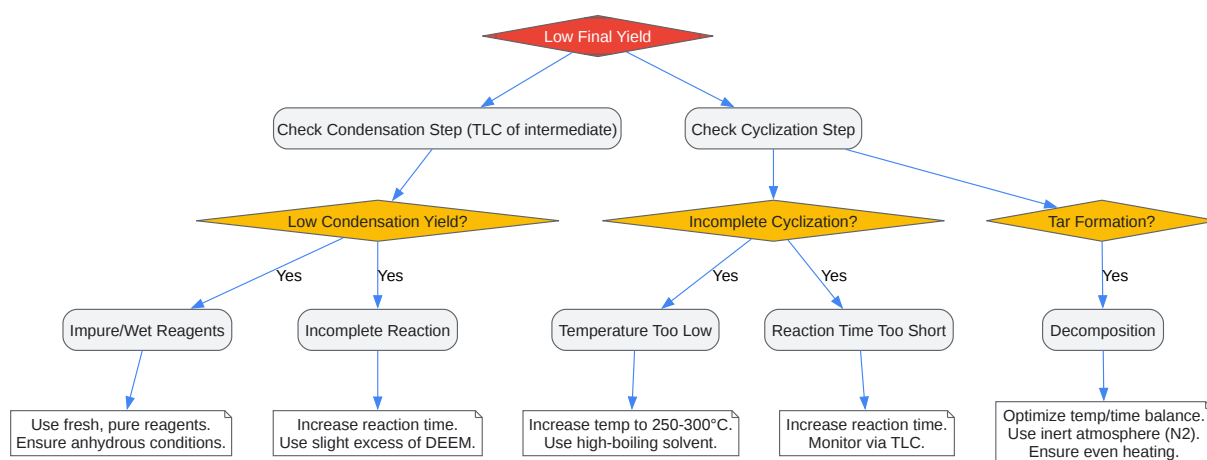 Low Final Yield
Check Condensation Step (TLC of intermediate)
Check Cyclization Step
Low Condensation Yield?
Incomplete Cyclization?
Tar Formation?
Yes
Yes
Yes
Yes
Yes
Impure/Wet Reagents
Incomplete Reaction
Temperature Too Low
Reaction Time Too Short
Decomposition
Use fresh, pure reagents.
Ensure anhydrous conditions.
Increase reaction time.
Use slight excess of DEEM.
Increase temp to 250-300°C.
Use high-boiling solvent.
Increase reaction time.
Monitor via TLC.
Optimize temp/time balance.
Use inert atmosphere (N2).
Ensure even heating.